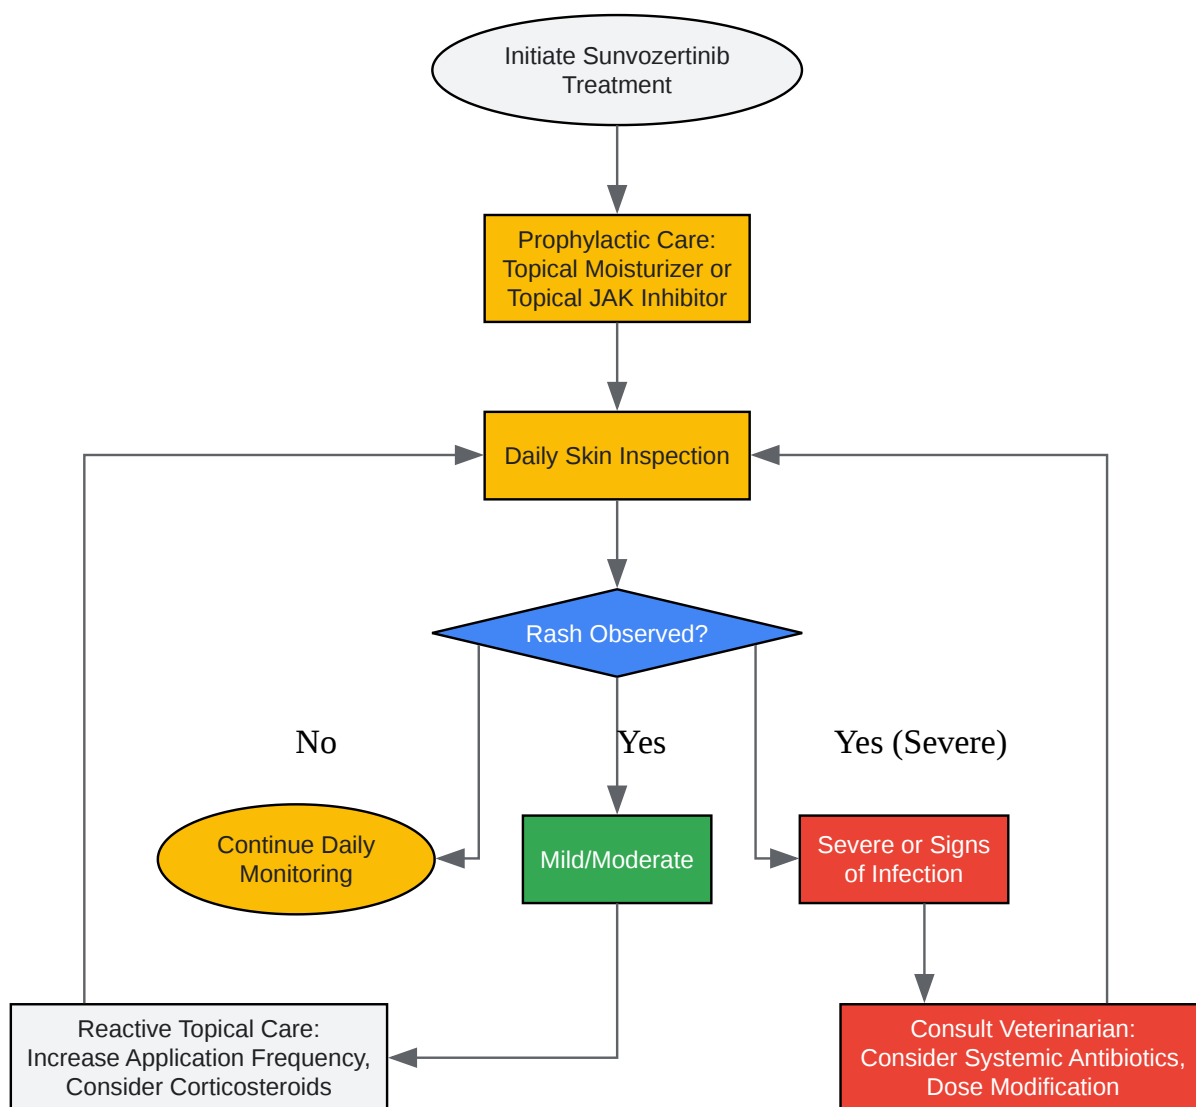 Initiate Sunvozertinib
Treatment
Prophylactic Care:
Topical Moisturizer or
Topical JAK Inhibitor
Daily Skin Inspection
Rash Observed?
No
Yes
Yes (Severe)
Continue Daily
Monitoring
Mild/Moderate
Severe or Signs
of Infection
Reactive Topical Care:
Increase Application Frequency,
Consider Corticosteroids
Consult Veterinarian:
Consider Systemic Antibiotics,
Dose Modification